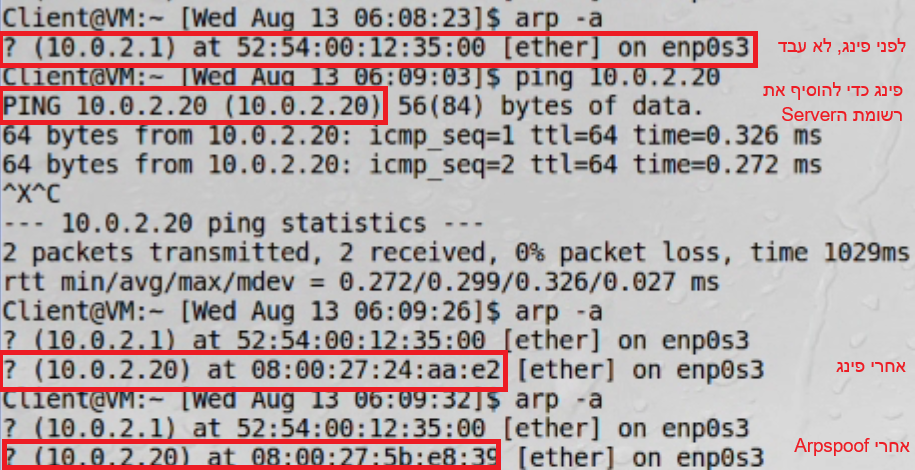 Client@VM:~ [Wed Aug 13 06:08:23]$ arp -a
? (10.0.2.1) at 52:54:00:12:35:00 [ether] on enp0s3
לפני פינג, לא עבד
Client@VM:~ [Wed Aug 13 06:09:03]$ ping 10.0.2.20
PING 10.0.2.20 (10.0.2.20) 56(84) bytes of data.
פינג כדי להוסיף את
רשומת הServer
64 bytes from 10.0.2.20: icmp_seq=1 ttl=64 time=0.326 ms
64 bytes from 10.0.2.20: icmp_seq=2 ttl=64 time=0.272 ms
^X^C
--- 10.0.2.20 ping statistics ---
2 packets transmitted, 2 received, 0% packet loss, time 1029ms
rtt min/avg/max/mdev = 0.272/0.299/0.326/0.027 ms
Client@VM:~ [Wed Aug 13 06:09:26]$ arp -a
? (10.0.2.1) at 52:54:00:12:35:00 [ether] on enp0s3
? (10.0.2.20) at 08:00:27:24:aa:e2 [ether] on enp0s3
אחרי פינג
Client@VM:~ [Wed Aug 13 06:09:32]$ arp -a
? (10.0.2.1) at 52:54:00:12:35:00 [ether] on enp0s3
? (10.0.2.20) at 08:00:27:5b:e8:39 [ether] on enp0s3
אחרי Arpspoof